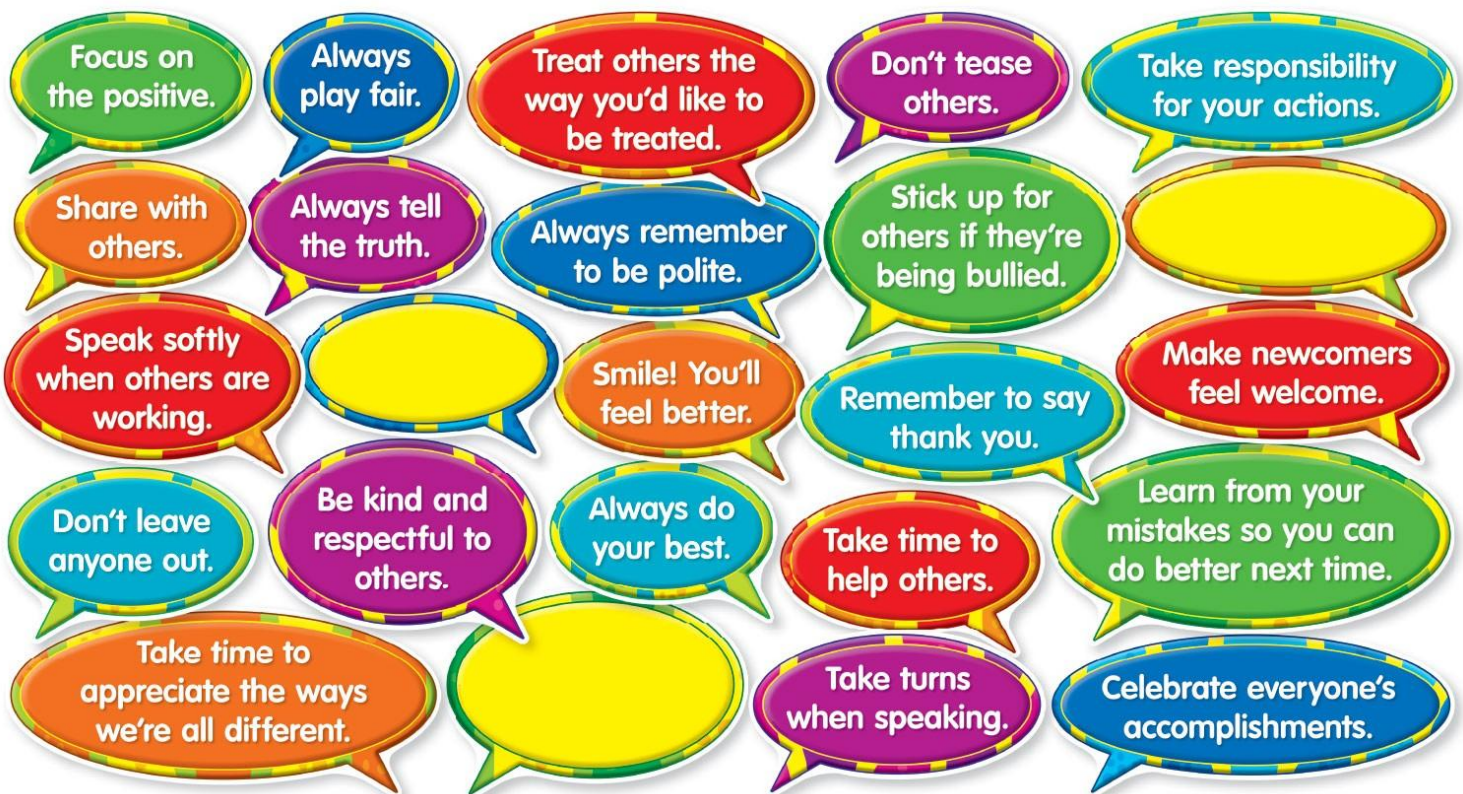 Focus on
the positive.
Always
play fair.
Treat others the
way you'd like to
be treated.
Don't tease
others.
Take responsibility
for your actions.
Share with
others.
Always tell
the truth.
Always remember
to be polite.
Stick up for
others if they're
being bullied.
Speak softly
when others are
working.
Smile! You'll
feel better.
Remember to say
thank you.
Make newcomers
feel welcome.
Don't leave
anyone out.
Be kind and
respectful to
others.
Always do
your best.
Take time to
help others.
Learn from your
mistakes so you can
do better next time.
Take time to
appreciate the ways
we're all different.
Take turns
when speaking.
Celebrate everyone's
accomplishments.